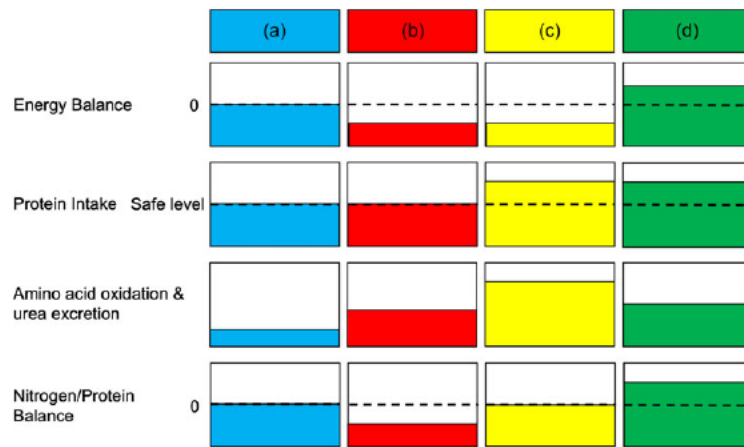 (a) (b) (c) (d)
Energy Balance 0
Protein Intake Safe level
Amino acid oxidation &
urea excretion
Nitrogen/Protein 0
Balance